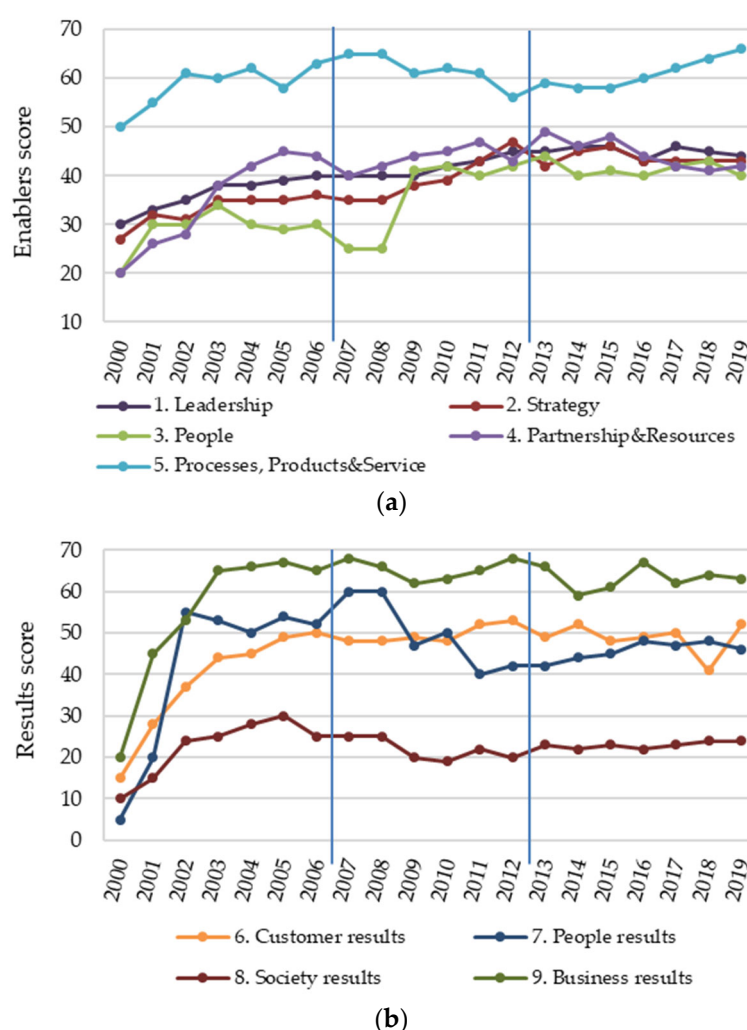 70
60
50
40
30
20
10
Enablers score
2000 2001 2002 2003 2004 2005 2006 2007 2008 2009 2010 2011 2012 2013 2014 2015 2016 2017 2018 2019
1. Leadership 2. Strategy
3. People 4. Partnership&Resources
5. Processes, Products&Service
(a)
70
60
50
40
30
20
10
0
Results score
2000 2001 2002 2003 2004 2005 2006 2007 2008 2009 2010 2011 2012 2013 2014 2015 2016 2017 2018 2019
6. Customer results 7. People results
8. Society results 9. Business results
(b)